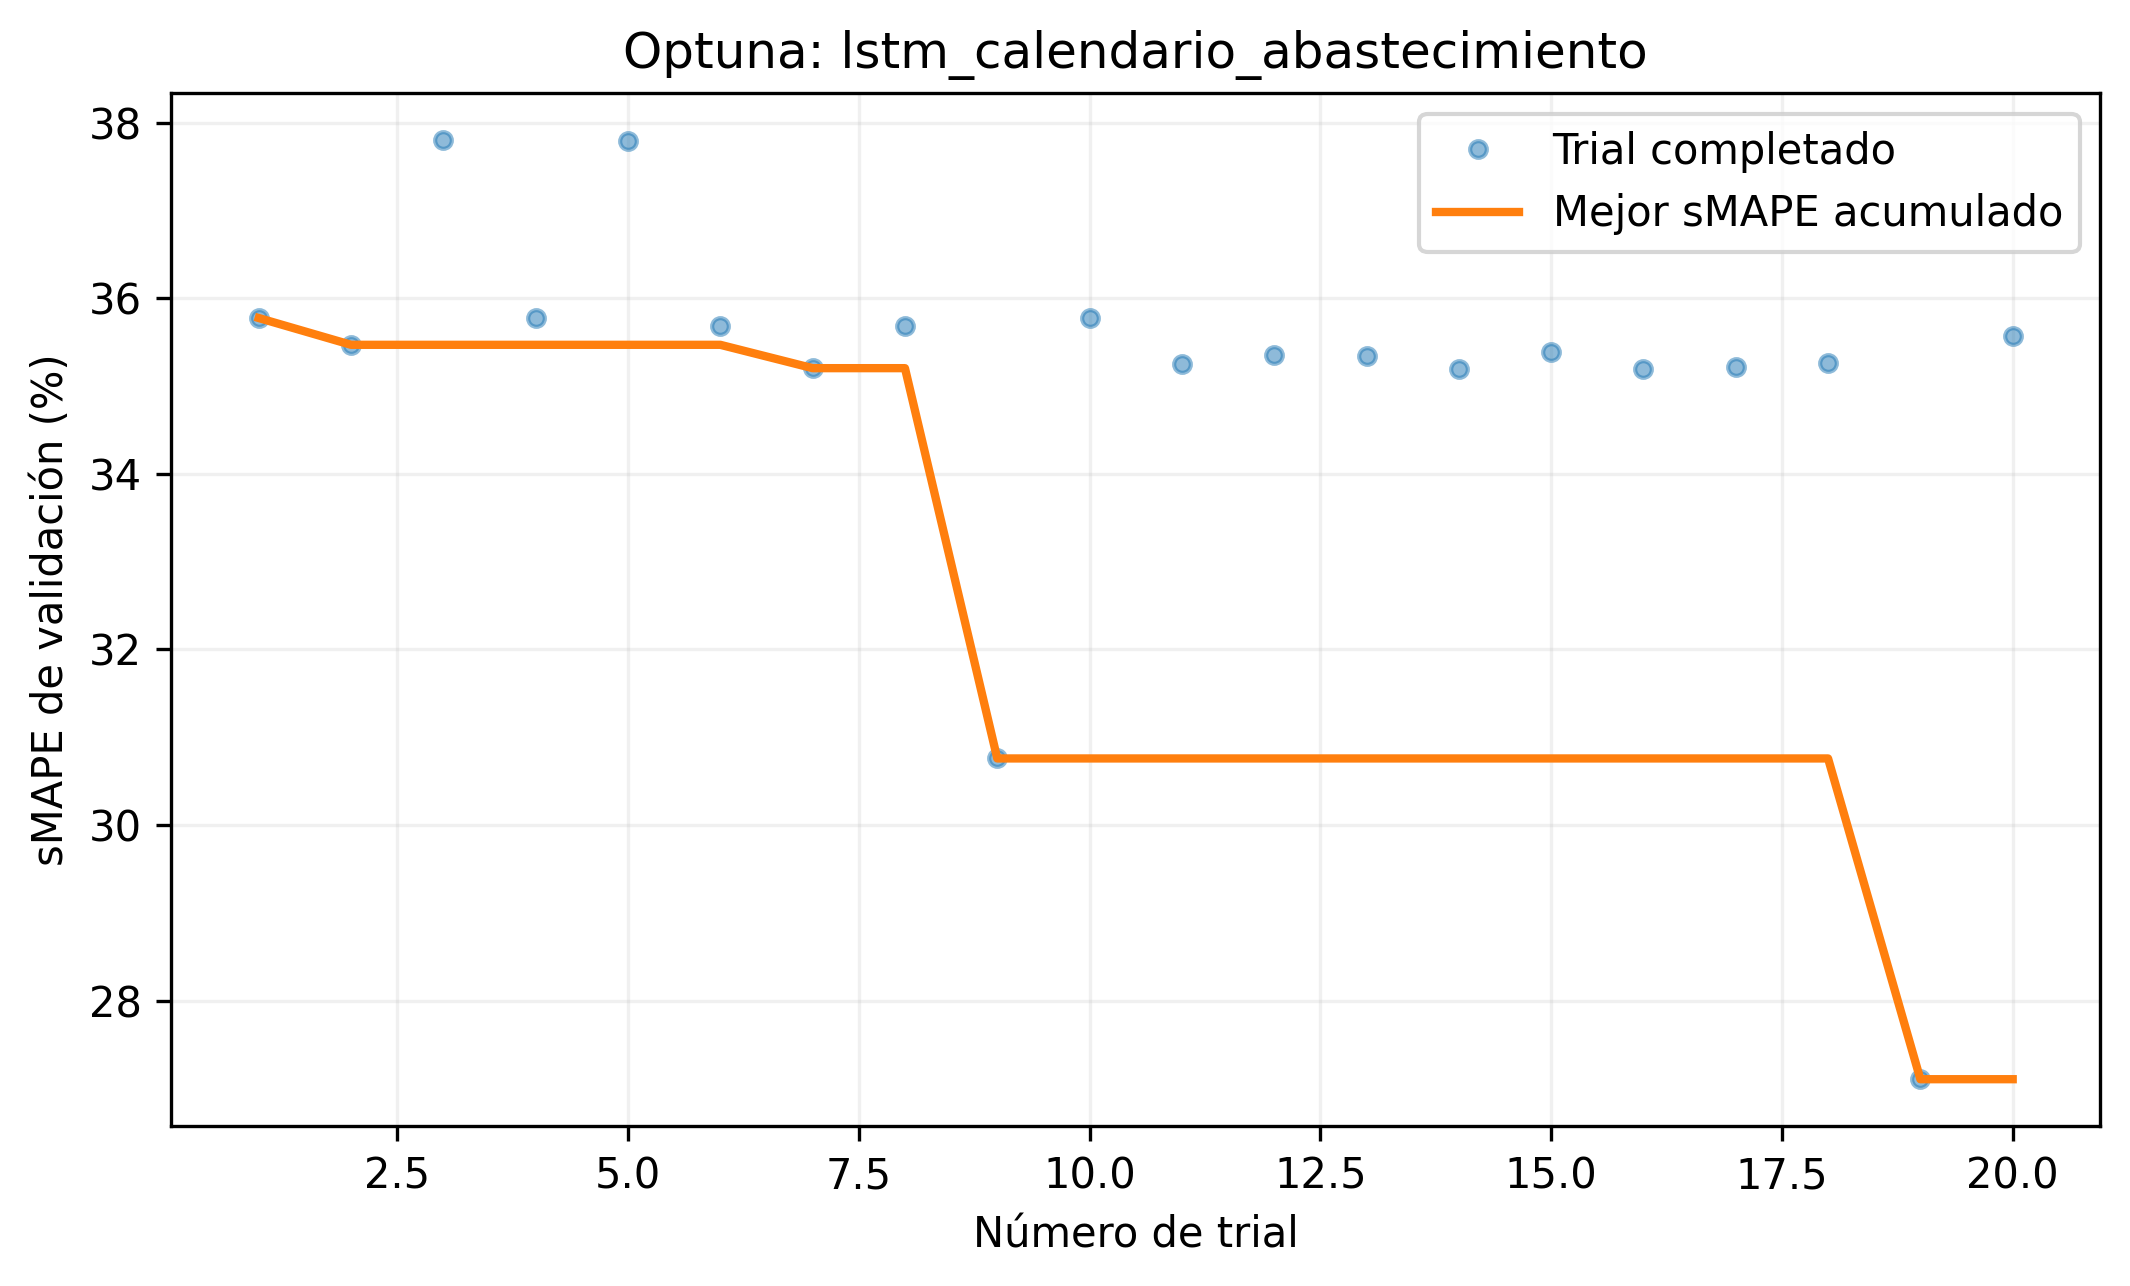 Optuna: lstm_calendario_abastecimiento
Trial completado
Mejor sMAPE acumulado
sMAPE de validación (%)
38
36
34
32
30
28
2.5 5.0 7.5 10.0 12.5 15.0 17.5 20.0
Número de trial